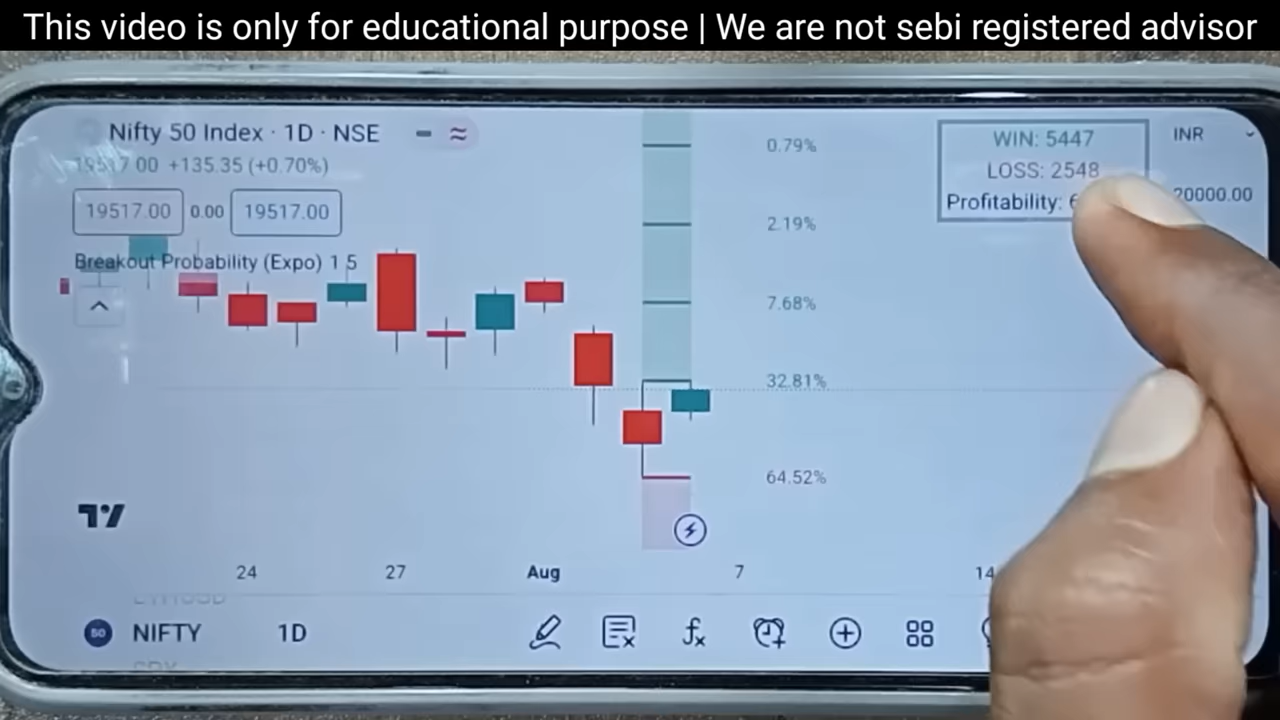 This video is only for educational purpose | We are not sebi registered advisor
Nifty 50 Index · 1D · NSE
19517.00 +135.35 (+0.70%)
19517.00 0.00 19517.00
Breakout Probability (Expo) 1 5
0.79%
2.19%
7.68%
32.81%
64.52%
WIN: 5447
LOSS: 2548
Profitability:
INR
20000.00
24 27 Aug 7 14
50 NIFTY 1D